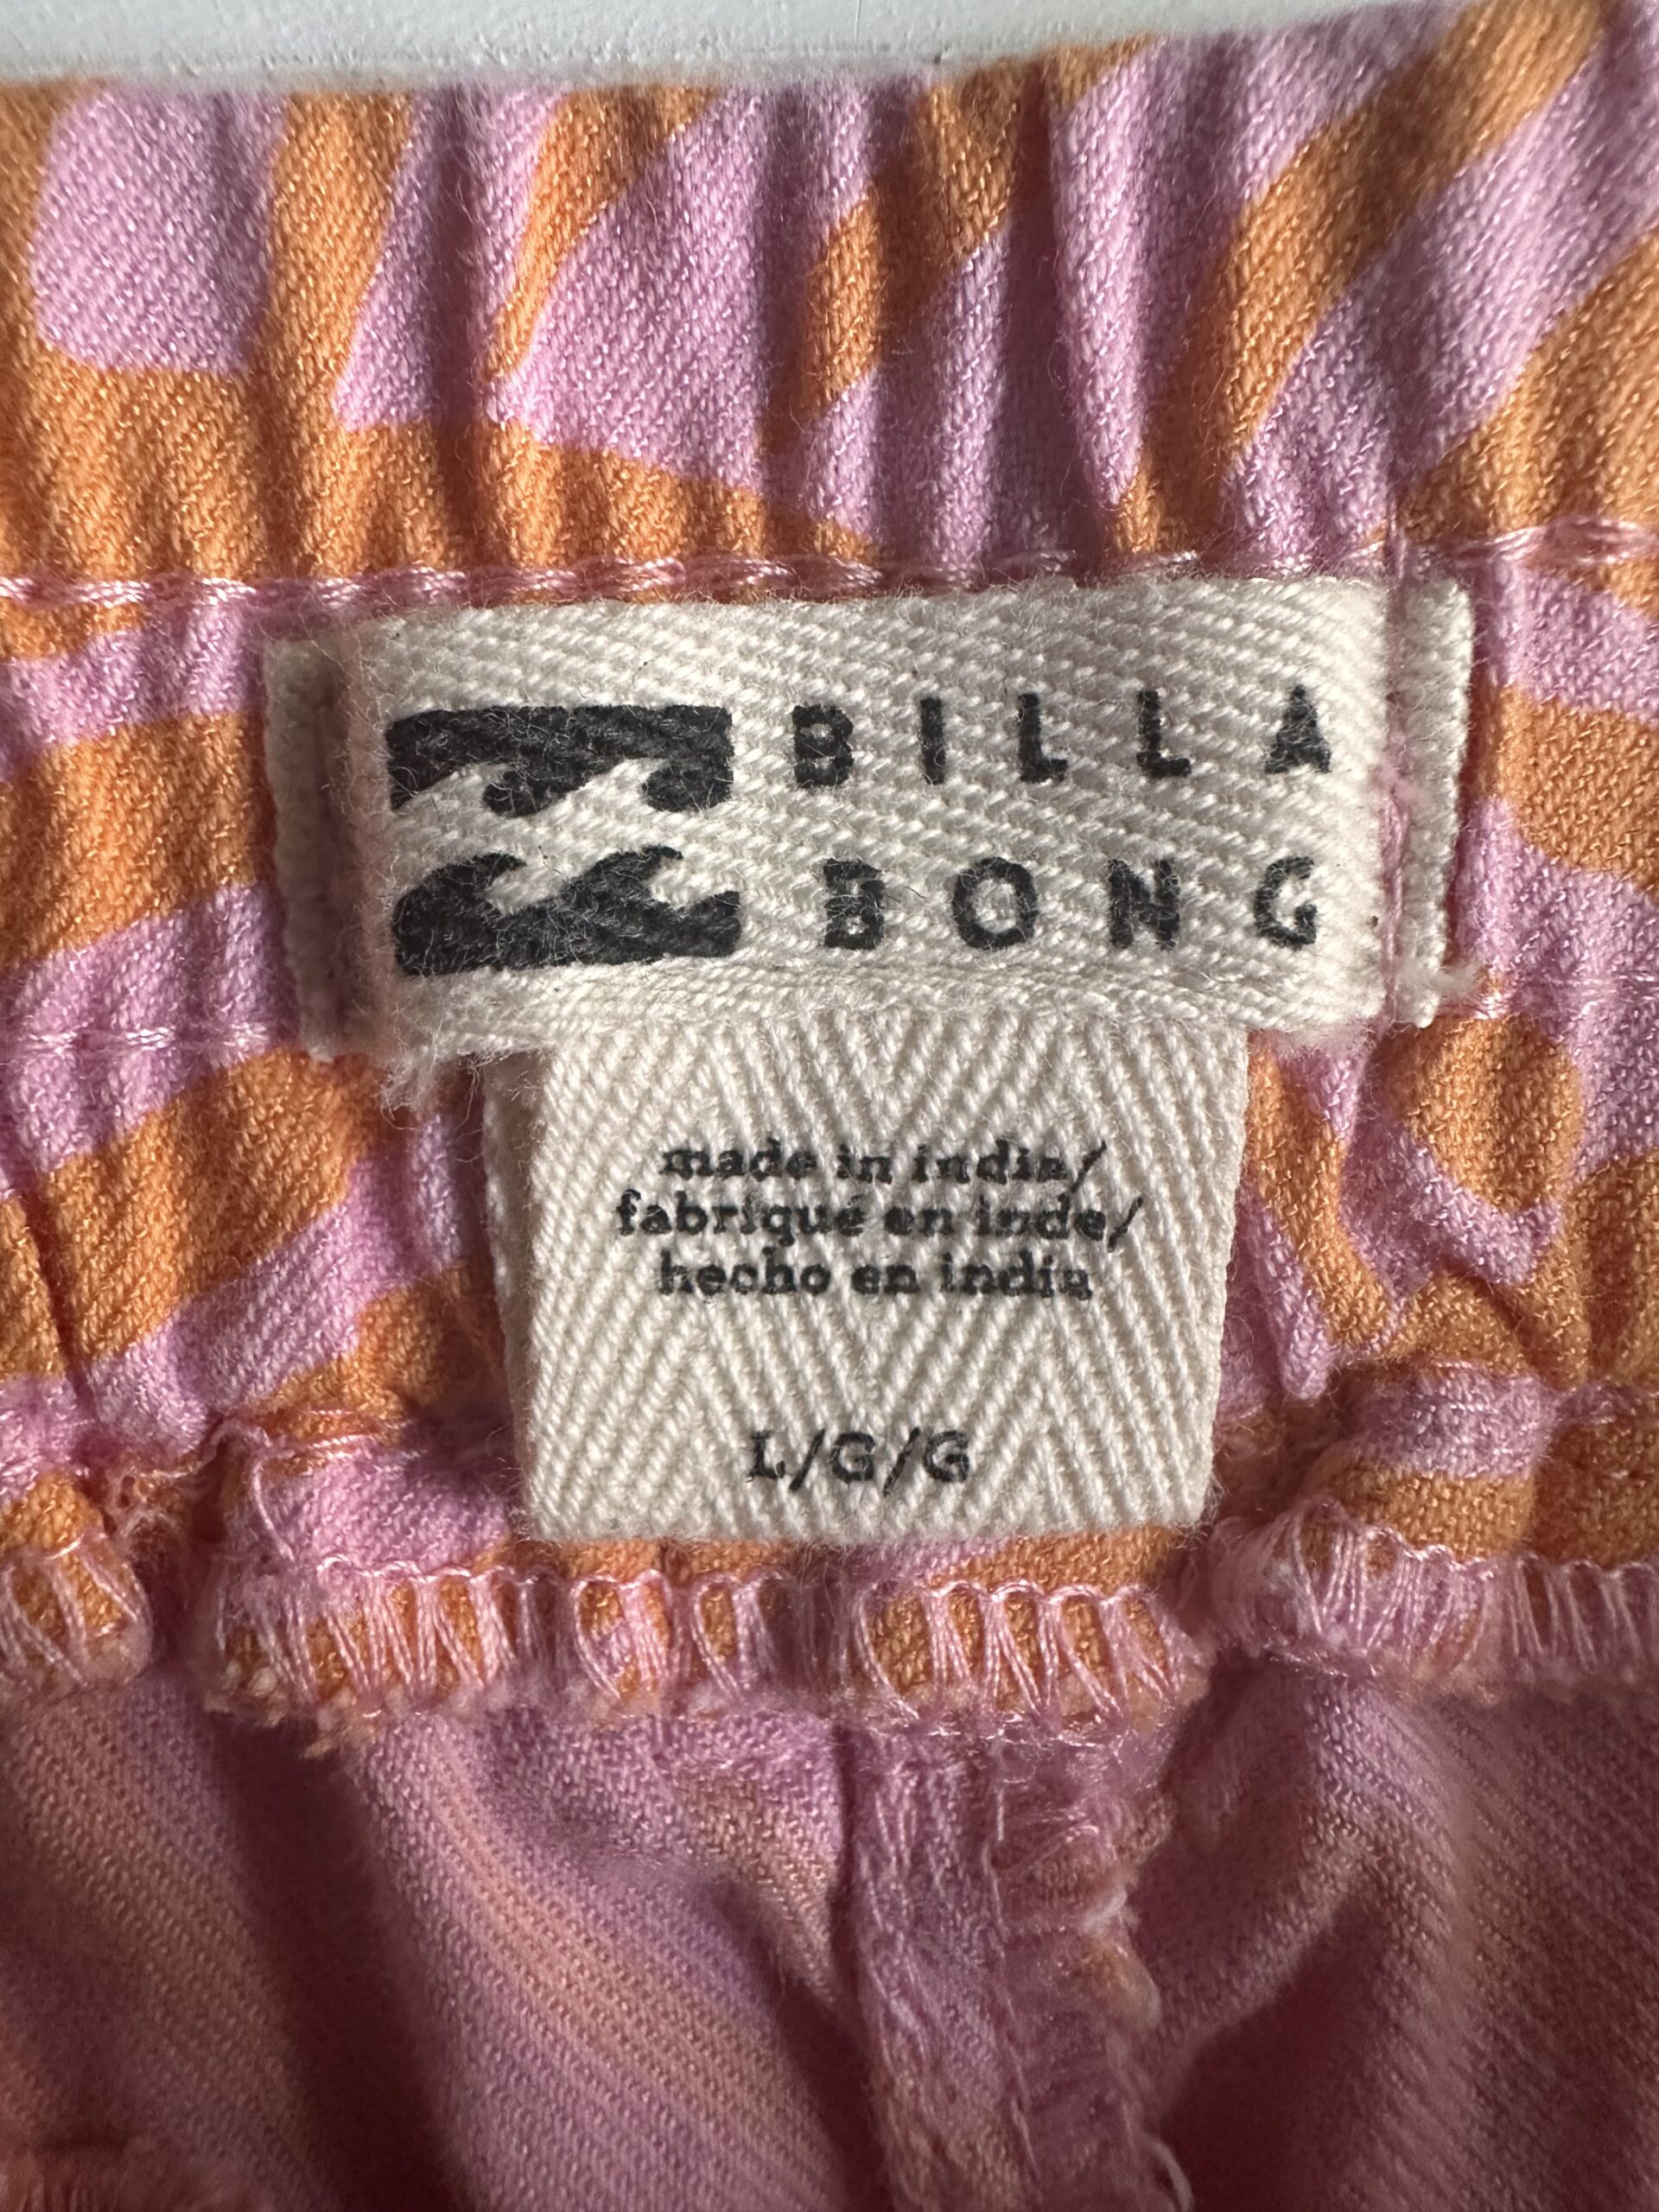 BILLA
BONG
made in india/
fabriqué en inde/
hecho en india
L/G/G